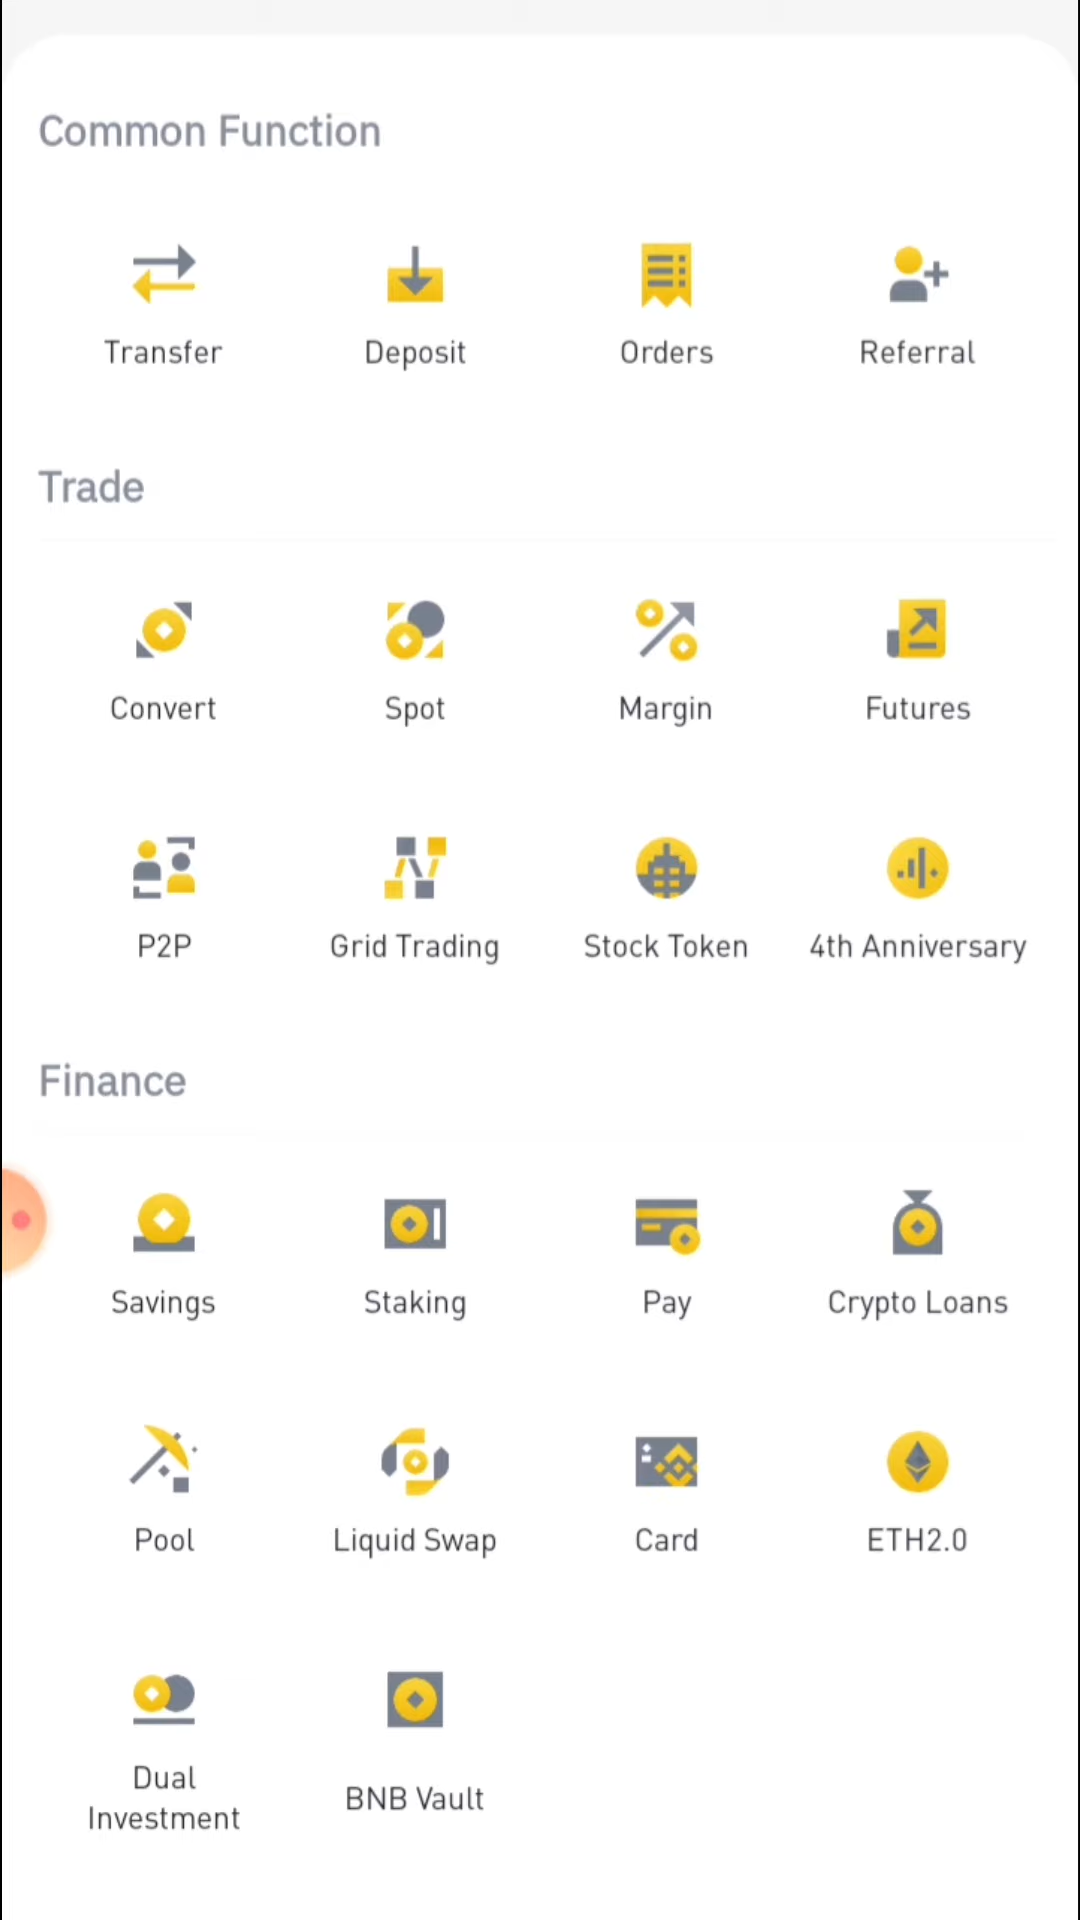 Common Function
Transfer Deposit Orders Referral
Trade
Convert Spot Margin Futures
P2P Grid Trading Stock Token 4th Anniversary
Finance
Savings Staking Pay Crypto Loans
Pool Liquid Swap Card ETH2.0
Dual
Investment BNB Vault